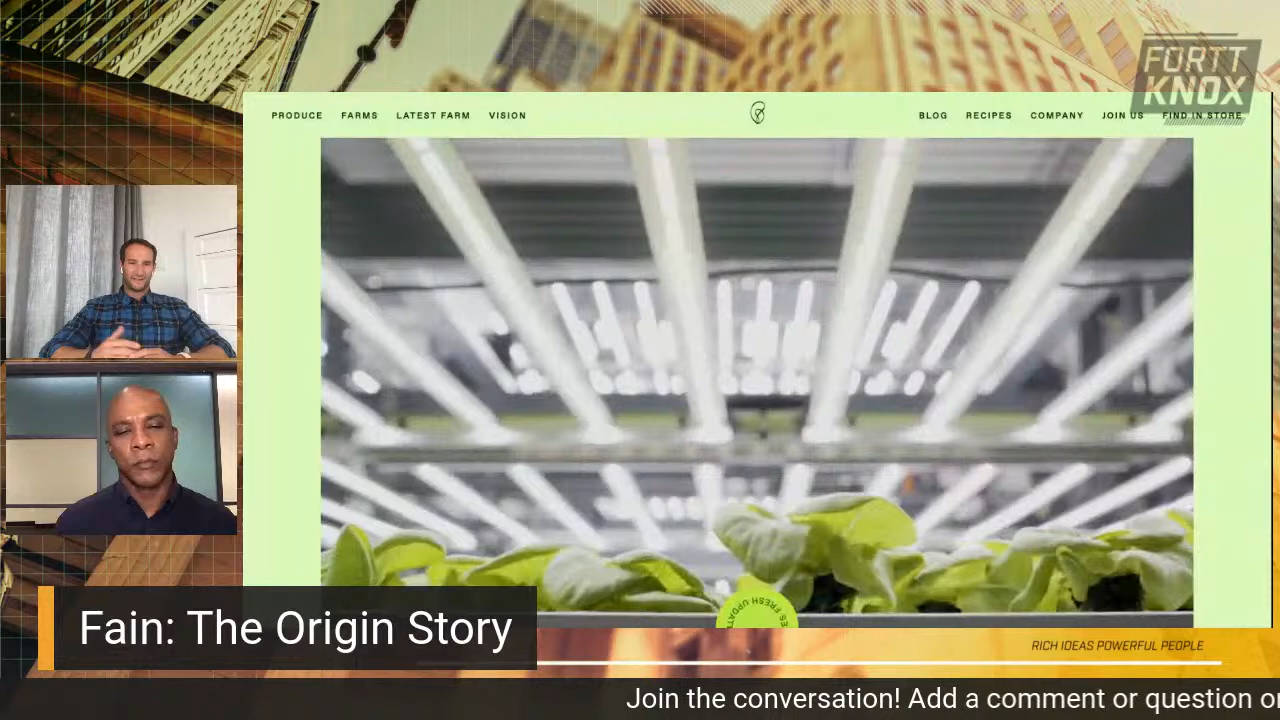 FORTT
KNOX
PRODUCE FARMS LATEST FARM VISION
BLOG RECIPES COMPANY JOIN US FIND IN STORE
FRESH
Fain: The Origin Story
RICH IDEAS POWERFUL PEOPLE
Join the conversation! Add a comment or question